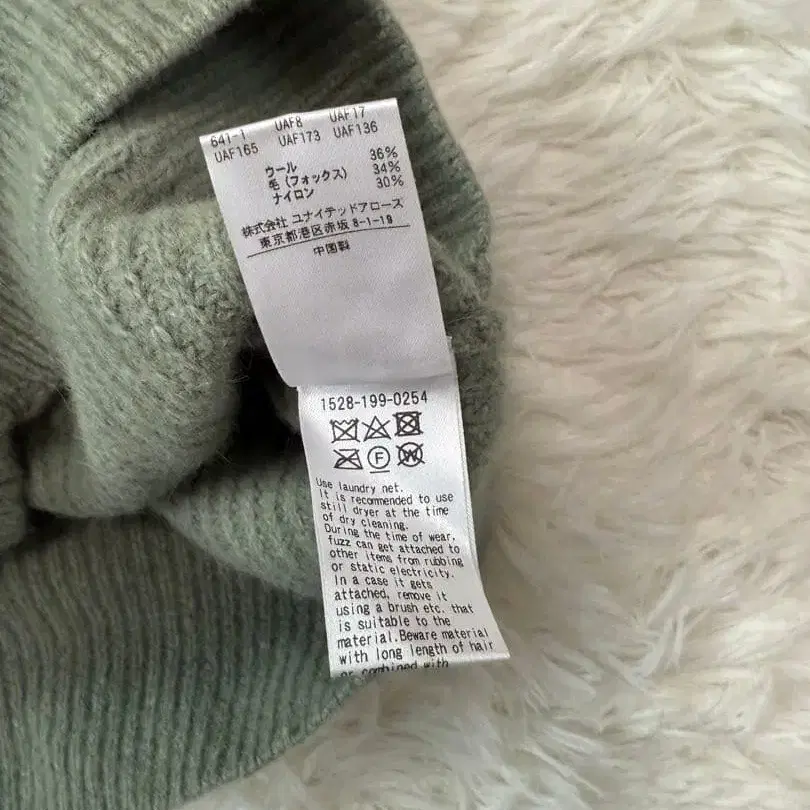 641-1 UAF8 UAF17
UAF165 UAF173 UAF136
ウール 36%
毛 (フォックス) 34%
ナイロン 30%
株式会社 ユナイテッドアローズ
東京都港区赤坂 8-1-19
中国製
1528-199-0254
F
W
Use laundry net.
It is recommended to use
still dryer at the time
of dry cleaning.
During the time of wear,
fuzz can get attached to
other items from rubbing
or static electricity.
In a case it gets
attached, remove it
using a brush etc. that
is suitable to the
material.Beware material
with long length of hair
or combined with